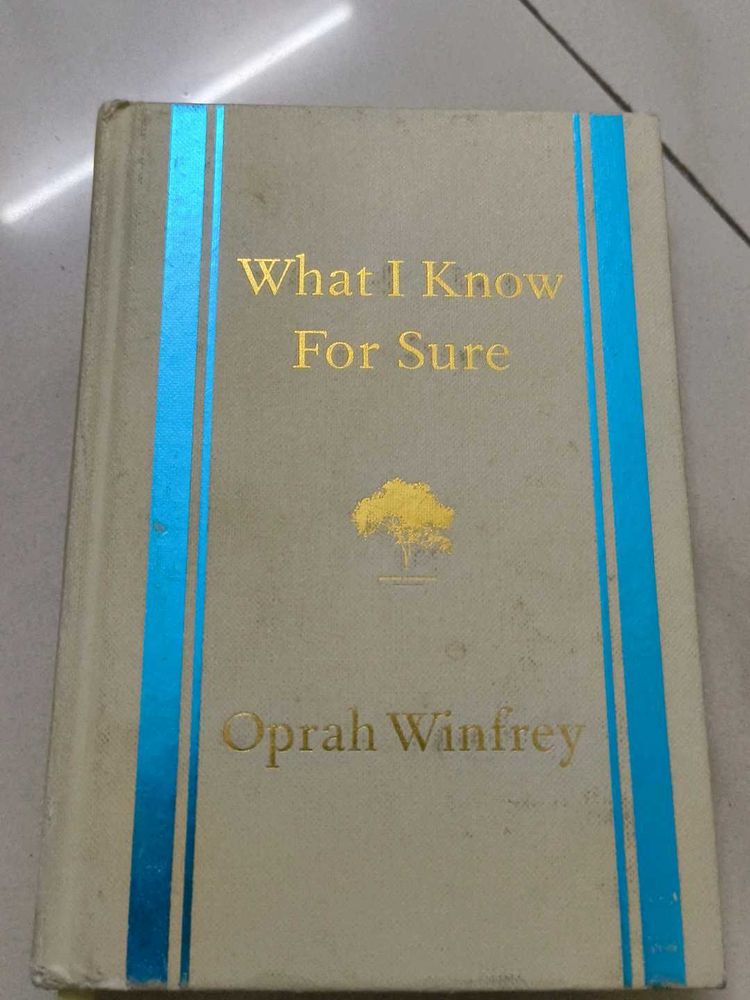 What I Know
For Sure
Oprah Winfrey